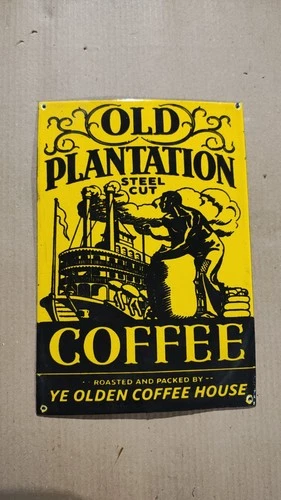 OLD
PLANTATION
STEEL
CUT
COFFEE
-- ROASTED AND PACKED BY --
YE OLDEN COFFEE HOUSE